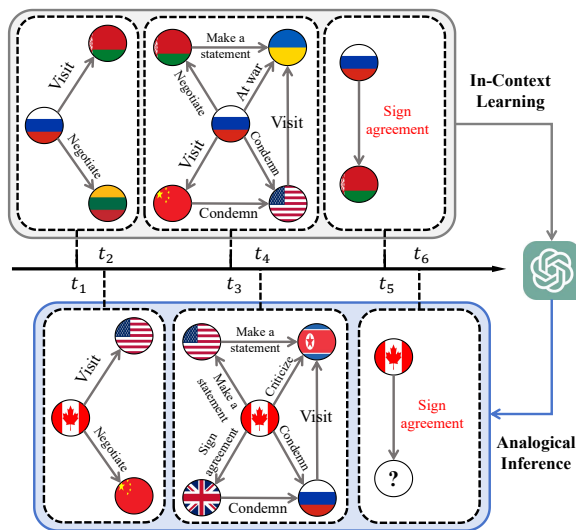 Visit
Negotiate
Make a
statement
Negotiate
At war
Visit
Condemn
Visit
Condemn
Sign
agreement
In-Context
Learning
t₂
t₄
t₆
t₁
t₃
t₅
Visit
Negotiate
Make a
statement
Make a
statement
Criticize
Visit
Sign
agreement
Condemn
Condemn
Sign
agreement
?
Analogical
Inference